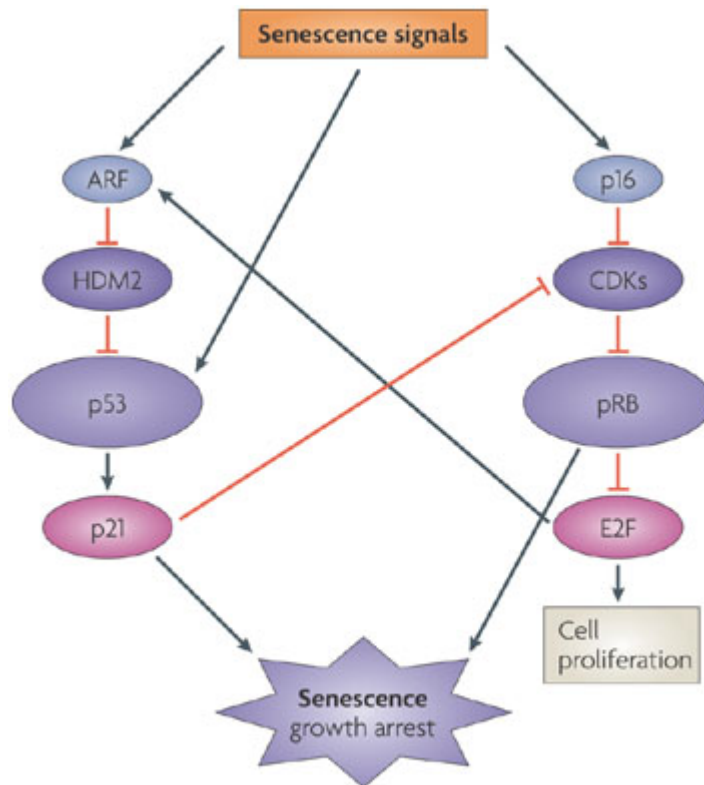 Senescence signals
ARF
p16
HDM2
CDKs
p53
pRB
p21
E2F
Cell
proliferation
Senescence
growth arrest